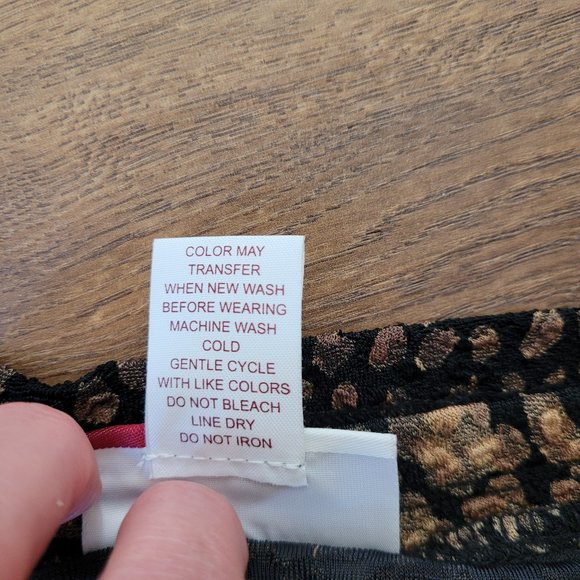 COLOR MAY
TRANSFER
WHEN NEW WASH
BEFORE WEARING
MACHINE WASH
COLD
GENTLE CYCLE
WITH LIKE COLORS
DO NOT BLEACH
LINE DRY
DO NOT IRON